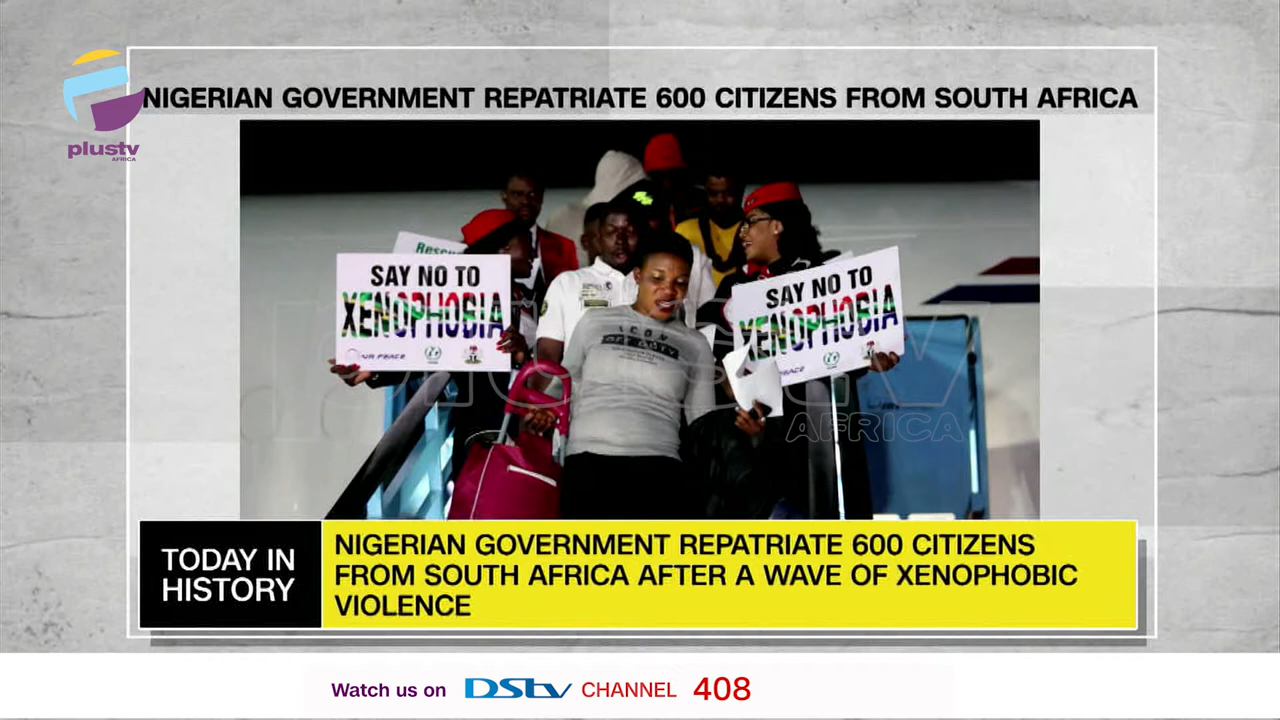 plustv
AFRICA
NIGERIAN GOVERNMENT REPATRIATE 600 CITIZENS FROM SOUTH AFRICA
SAY NO TO
XENOPHOBIA
SAY NO TO
XENOPHOBIA
AFRICA
TODAY IN
HISTORY
NIGERIAN GOVERNMENT REPATRIATE 600 CITIZENS
FROM SOUTH AFRICA AFTER A WAVE OF XENOPHOBIC
VIOLENCE
Watch us on DStv CHANNEL 408